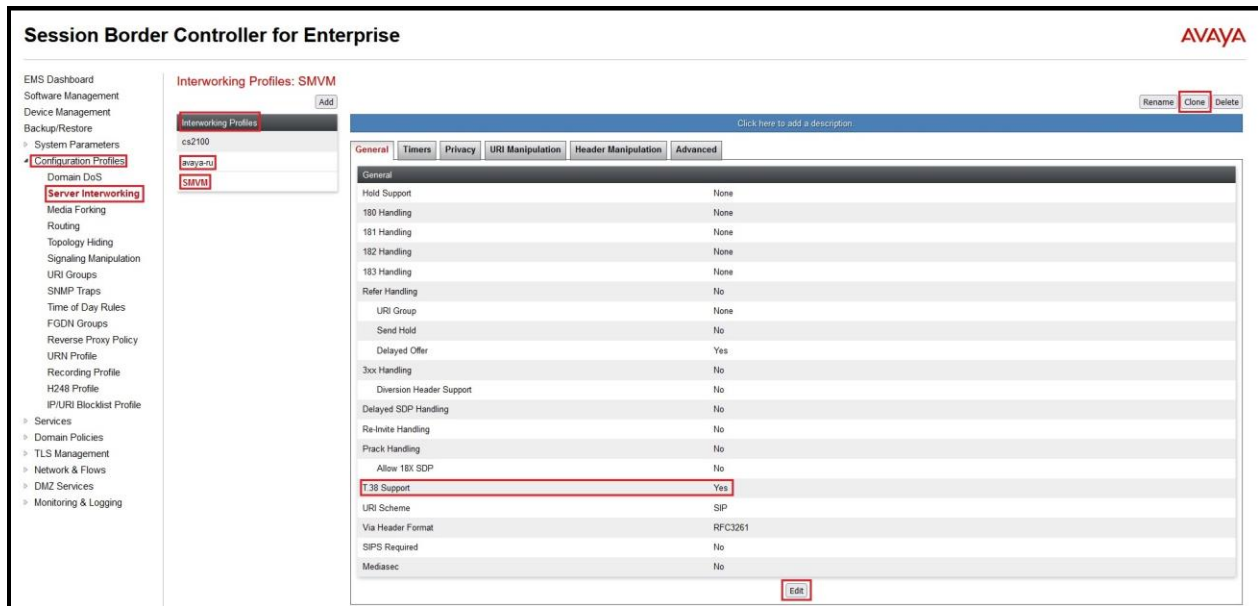 Session Border Controller for Enterprise
AVAYA
EMS Dashboard
Software Management
Device Management
Backup/Restore
System Parameters
Configuration Profiles
Domain DoS
Server Interworking
Media Forking
Routing
Topology Hiding
Signaling Manipulation
URI Groups
SNMP Traps
Time of Day Rules
FGDN Groups
Reverse Proxy Policy
URN Profile
Recording Profile
H248 Profile
IP/URI Blocklist Profile
Services
Domain Policies
TLS Management
Network & Flows
DMZ Services
Monitoring & Logging
Interworking Profiles: SMVM
Add
Rename Clone Delete
Interworking Profiles
cs2100
avaya-ru
SMVM
Click here to add a description.
General Timers Privacy URI Manipulation Header Manipulation Advanced
General
Hold Support None
180 Handling None
181 Handling None
182 Handling None
183 Handling None
Refer Handling No
URI Group None
Send Hold No
Delayed Offer Yes
3xx Handling No
Diversion Header Support No
Delayed SDP Handling No
Re-Invite Handling No
Prack Handling No
Allow 18X SDP No
T.38 Support Yes
URI Scheme SIP
Via Header Format RFC3261
SIPS Required No
Mediasec No
Edit